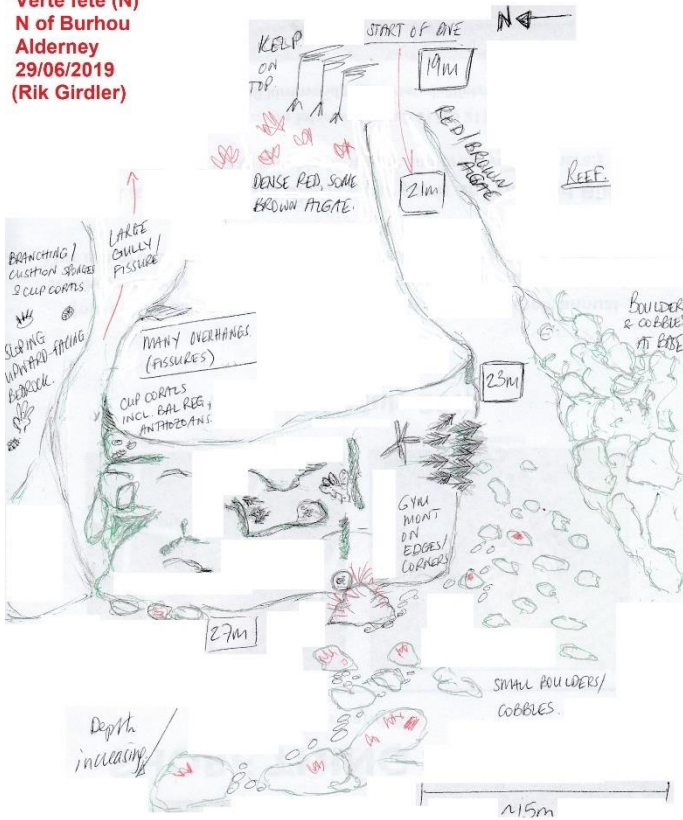 Verte Tete (N)
N of Burhou
Alderney
29/06/2019
(Rik Girdler)
KELP
ON
TOP.
START OF DIVE
N
19m
RED/BROWN
ALGAE
REEF.
DENSE RED, SOME
BROWN ALGAE.
21m
LARGE
GULLY/
FISSURE
BRANCHING/
CUSHION SPONGES
& CUP CORALS
SLOPING
UPWARD-FACING
BEDROCK.
MANY OVERHANGS
(FISSURES)
CUP CORALS
INCL. BAL REG,
ANTHOZOANS.
BOULDERS
& COBBLES
AT BASE
23m
GYM
MONT
ON
EDGES/
CORNERS
27m
SMALL BOULDERS/
COBBLES.
Depth
increasing
~15m